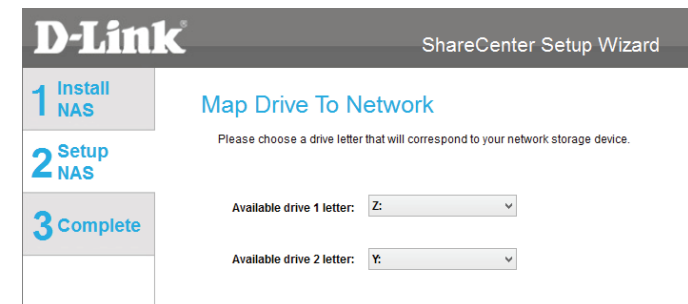 D-Link®
ShareCenter Setup Wizard
1 Install
NAS
2 Setup
NAS
3 Complete
Map Drive To Network
Please choose a drive letter that will correspond to your network storage device.
Available drive 1 letter: Z:
Available drive 2 letter: Y: